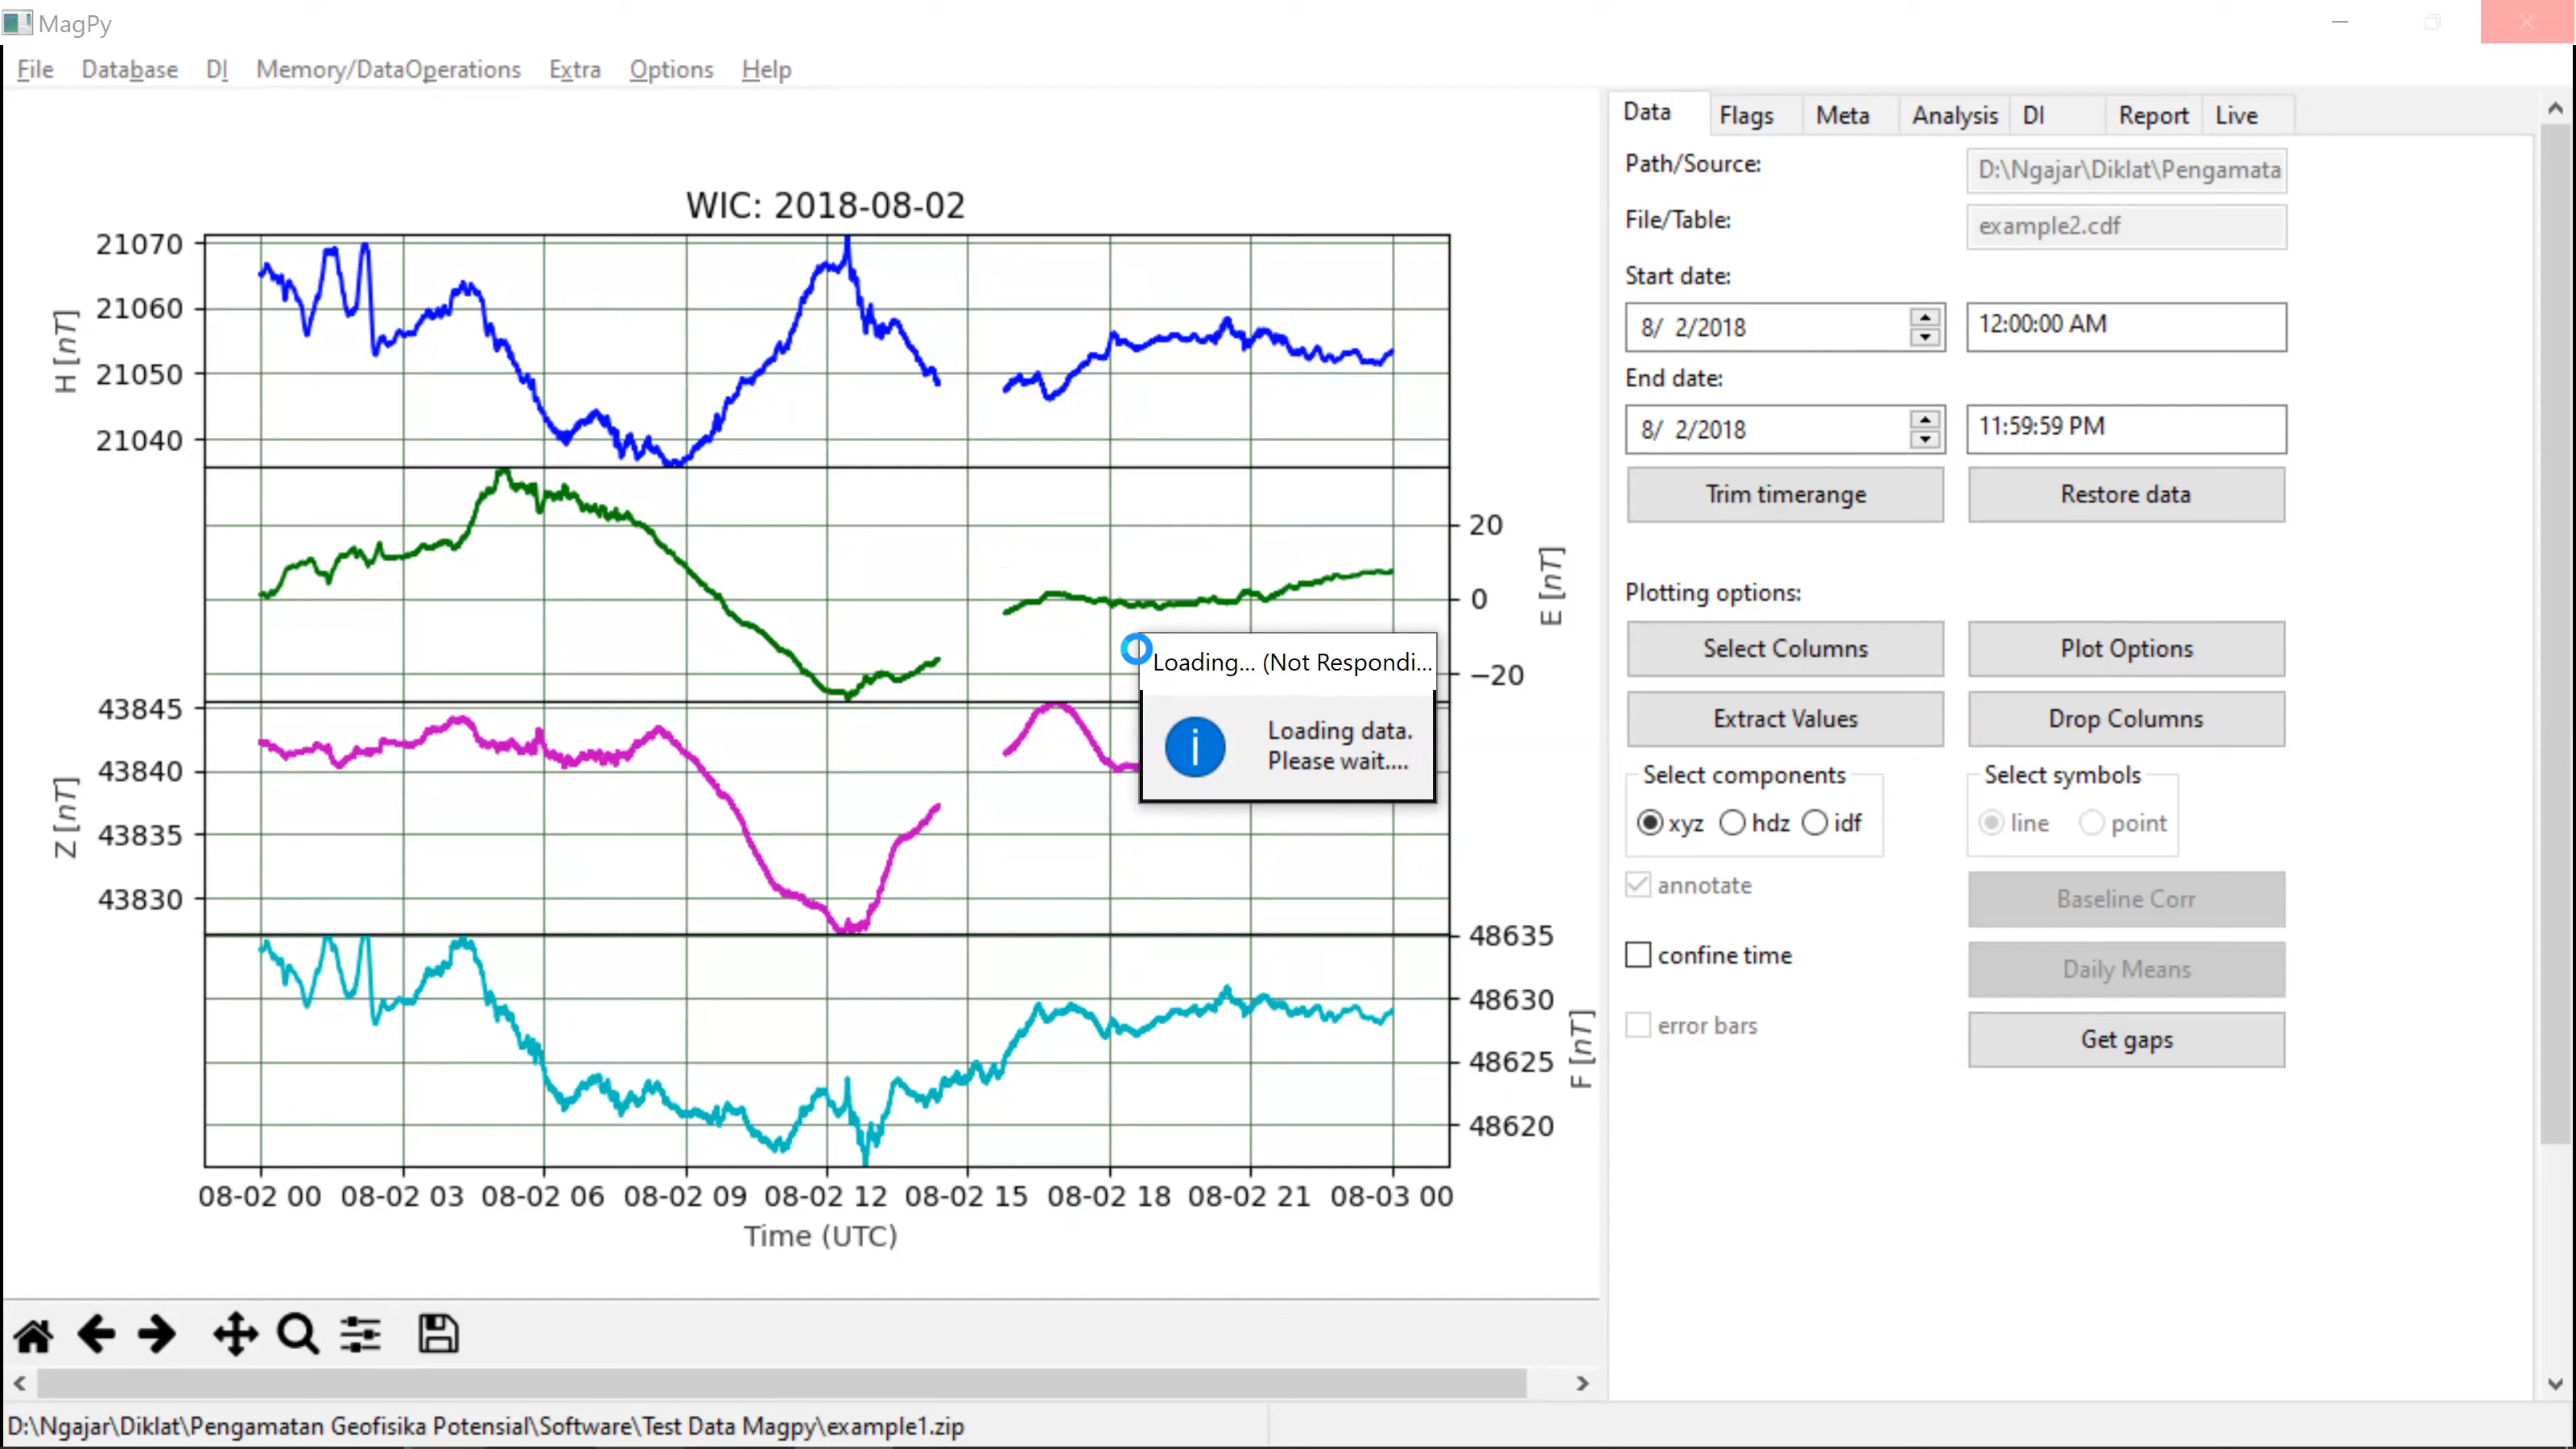 MagPy
File Database DI Memory/DataOperations Extra Options Help
WIC: 2018-08-02
21070
21060
21050
21040
H [nT]
20
0
−20
E [nT]
43845
43840
43835
43830
Z [nT]
48635
48630
48625
48620
F [nT]
08-02 00 08-02 03 08-02 06 08-02 09 08-02 12 08-02 15 08-02 18 08-02 21 08-03 00
Time (UTC)
Loading... (Not Respondi...
Loading data.
Please wait....
Data Flags Meta Analysis DI Report Live
Path/Source: D:\Ngajar\Diklat\Pengamata
File/Table: example2.cdf
Start date:
8/ 2/2018 12:00:00 AM
End date:
8/ 2/2018 11:59:59 PM
Trim timerange Restore data
Plotting options:
Select Columns Plot Options
Extract Values Drop Columns
Select components Select symbols
xyz hdz idf line point
annotate Baseline Corr
confine time Daily Means
error bars Get gaps
D:\Ngajar\Diklat\Pengamatan Geofisika Potensial\Software\Test Data Magpy\example1.zip